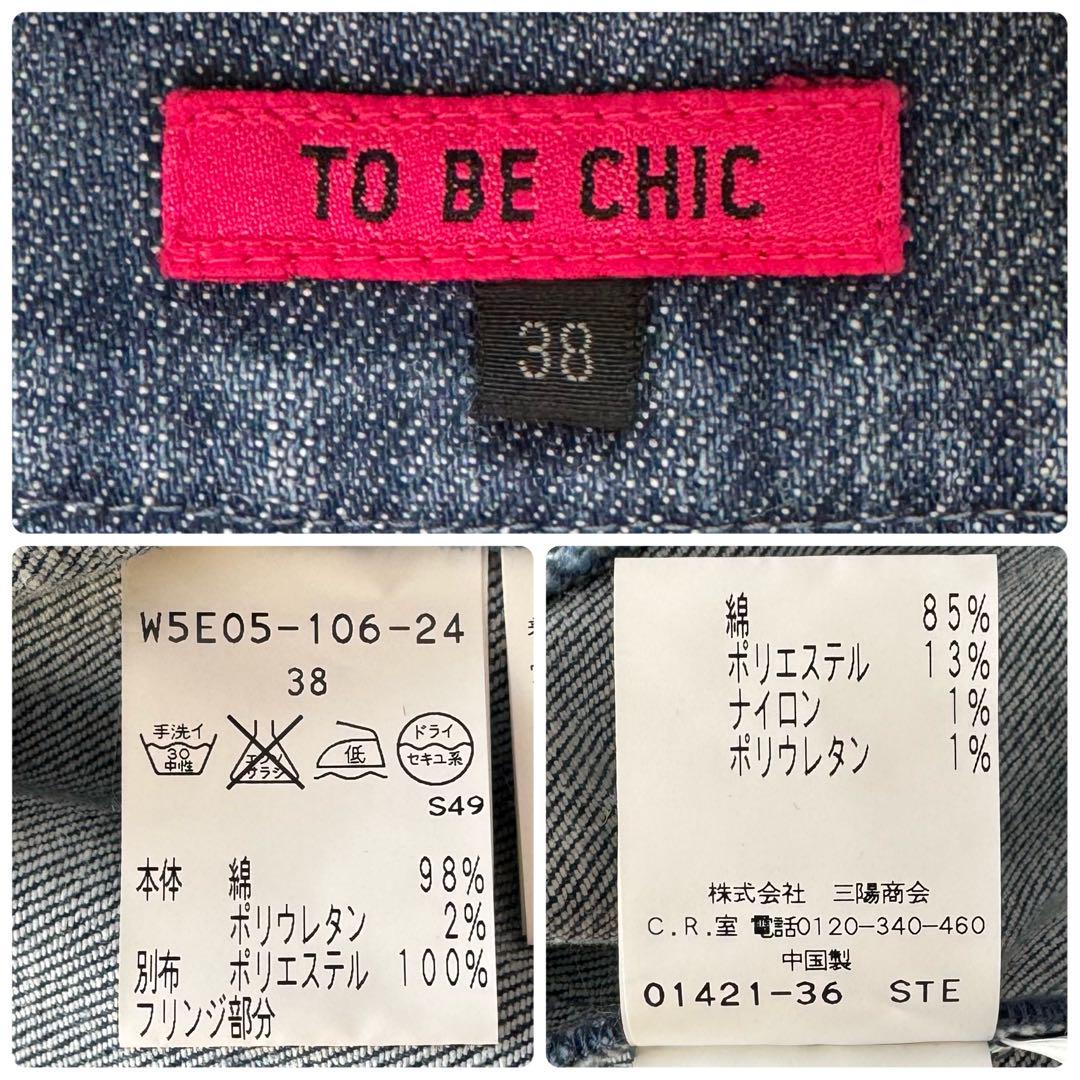 TO BE CHIC
38
W5E05-106-24
38
手洗イ
30
中性
エンソ
サラシ
低
ドライ
セキユ系
S49
本体 綿 98%
ポリウレタン 2%
別布 ポリエステル 100%
フリンジ部分
綿 85%
ポリエステル 13%
ナイロン 1%
ポリウレタン 1%
株式会社 三陽商会
C.R.室 電話0120-340-460
中国製
01421-36 STE